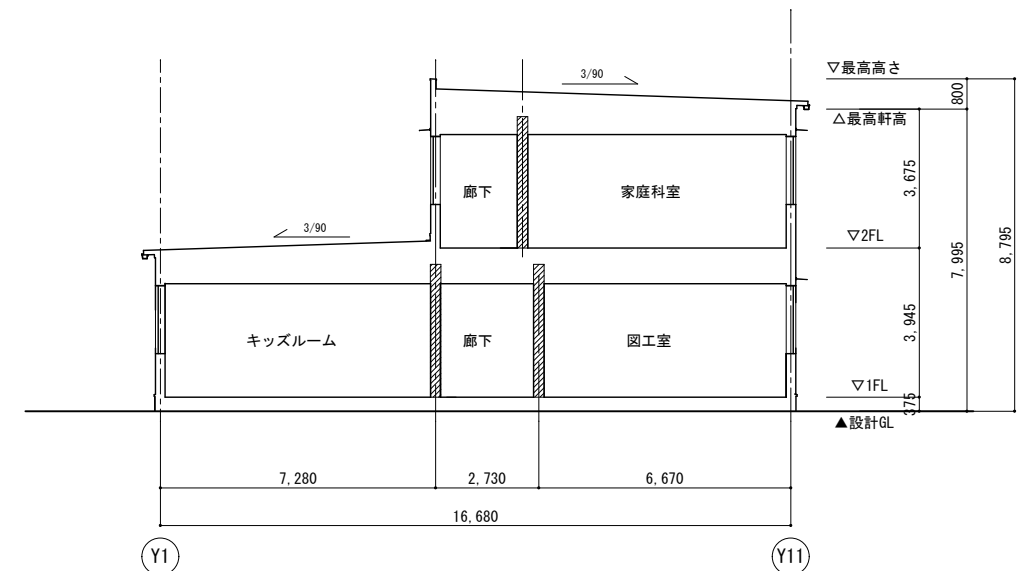 3/90
▽最高高さ
800
△最高軒高
廊下
家庭科室
3,675
3/90
▽2FL
7,995
8,795
キッズルーム
廊下
図工室
3,945
▽1FL
375
▲設計GL
7,280
2,730
6,670
16,680
Y1
Y11